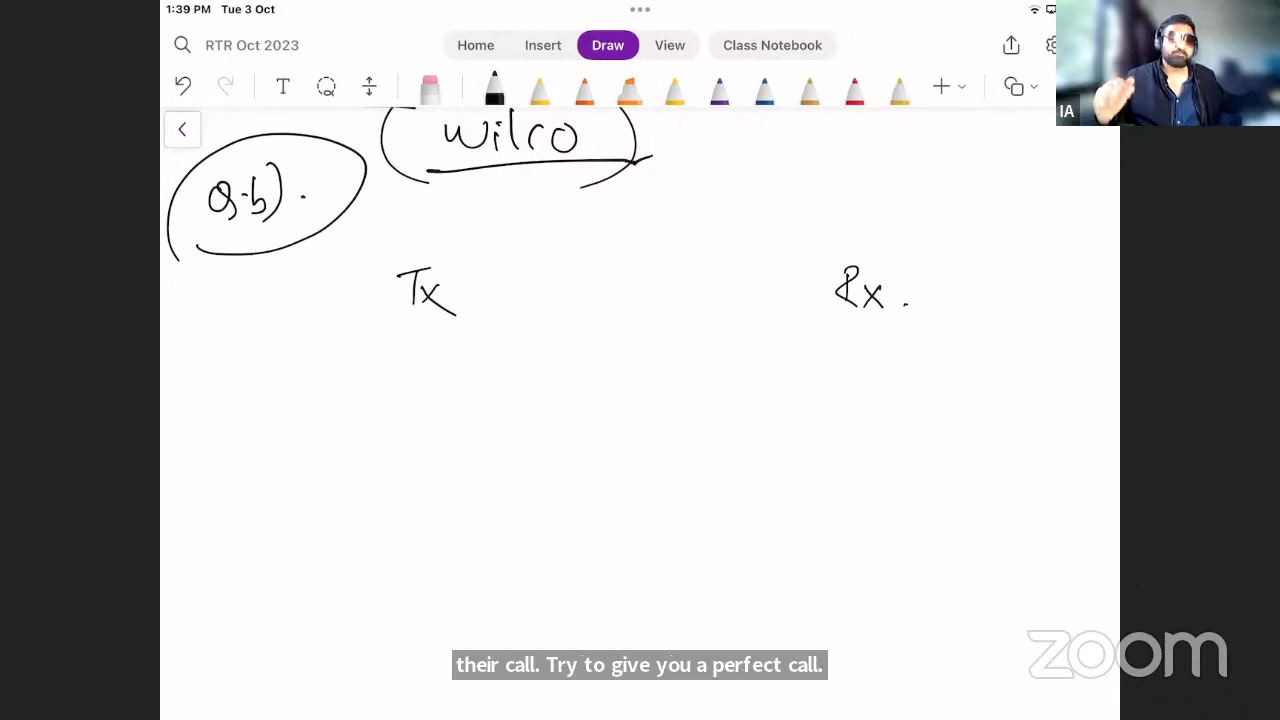 1:39 PM Tue 3 Oct
RTR Oct 2023
Home Insert Draw View Class Notebook
IA
Wilco
Q.b).
Tx Rx.
their call. Try to give you a perfect call.
zoom